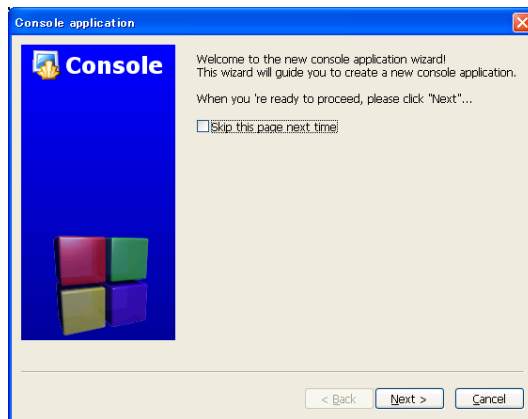 Console application
Console
Welcome to the new console application wizard!
This wizard will guide you to create a new console application.
When you 're ready to proceed, please click "Next"...
Skip this page next time
< Back
Next >
Cancel